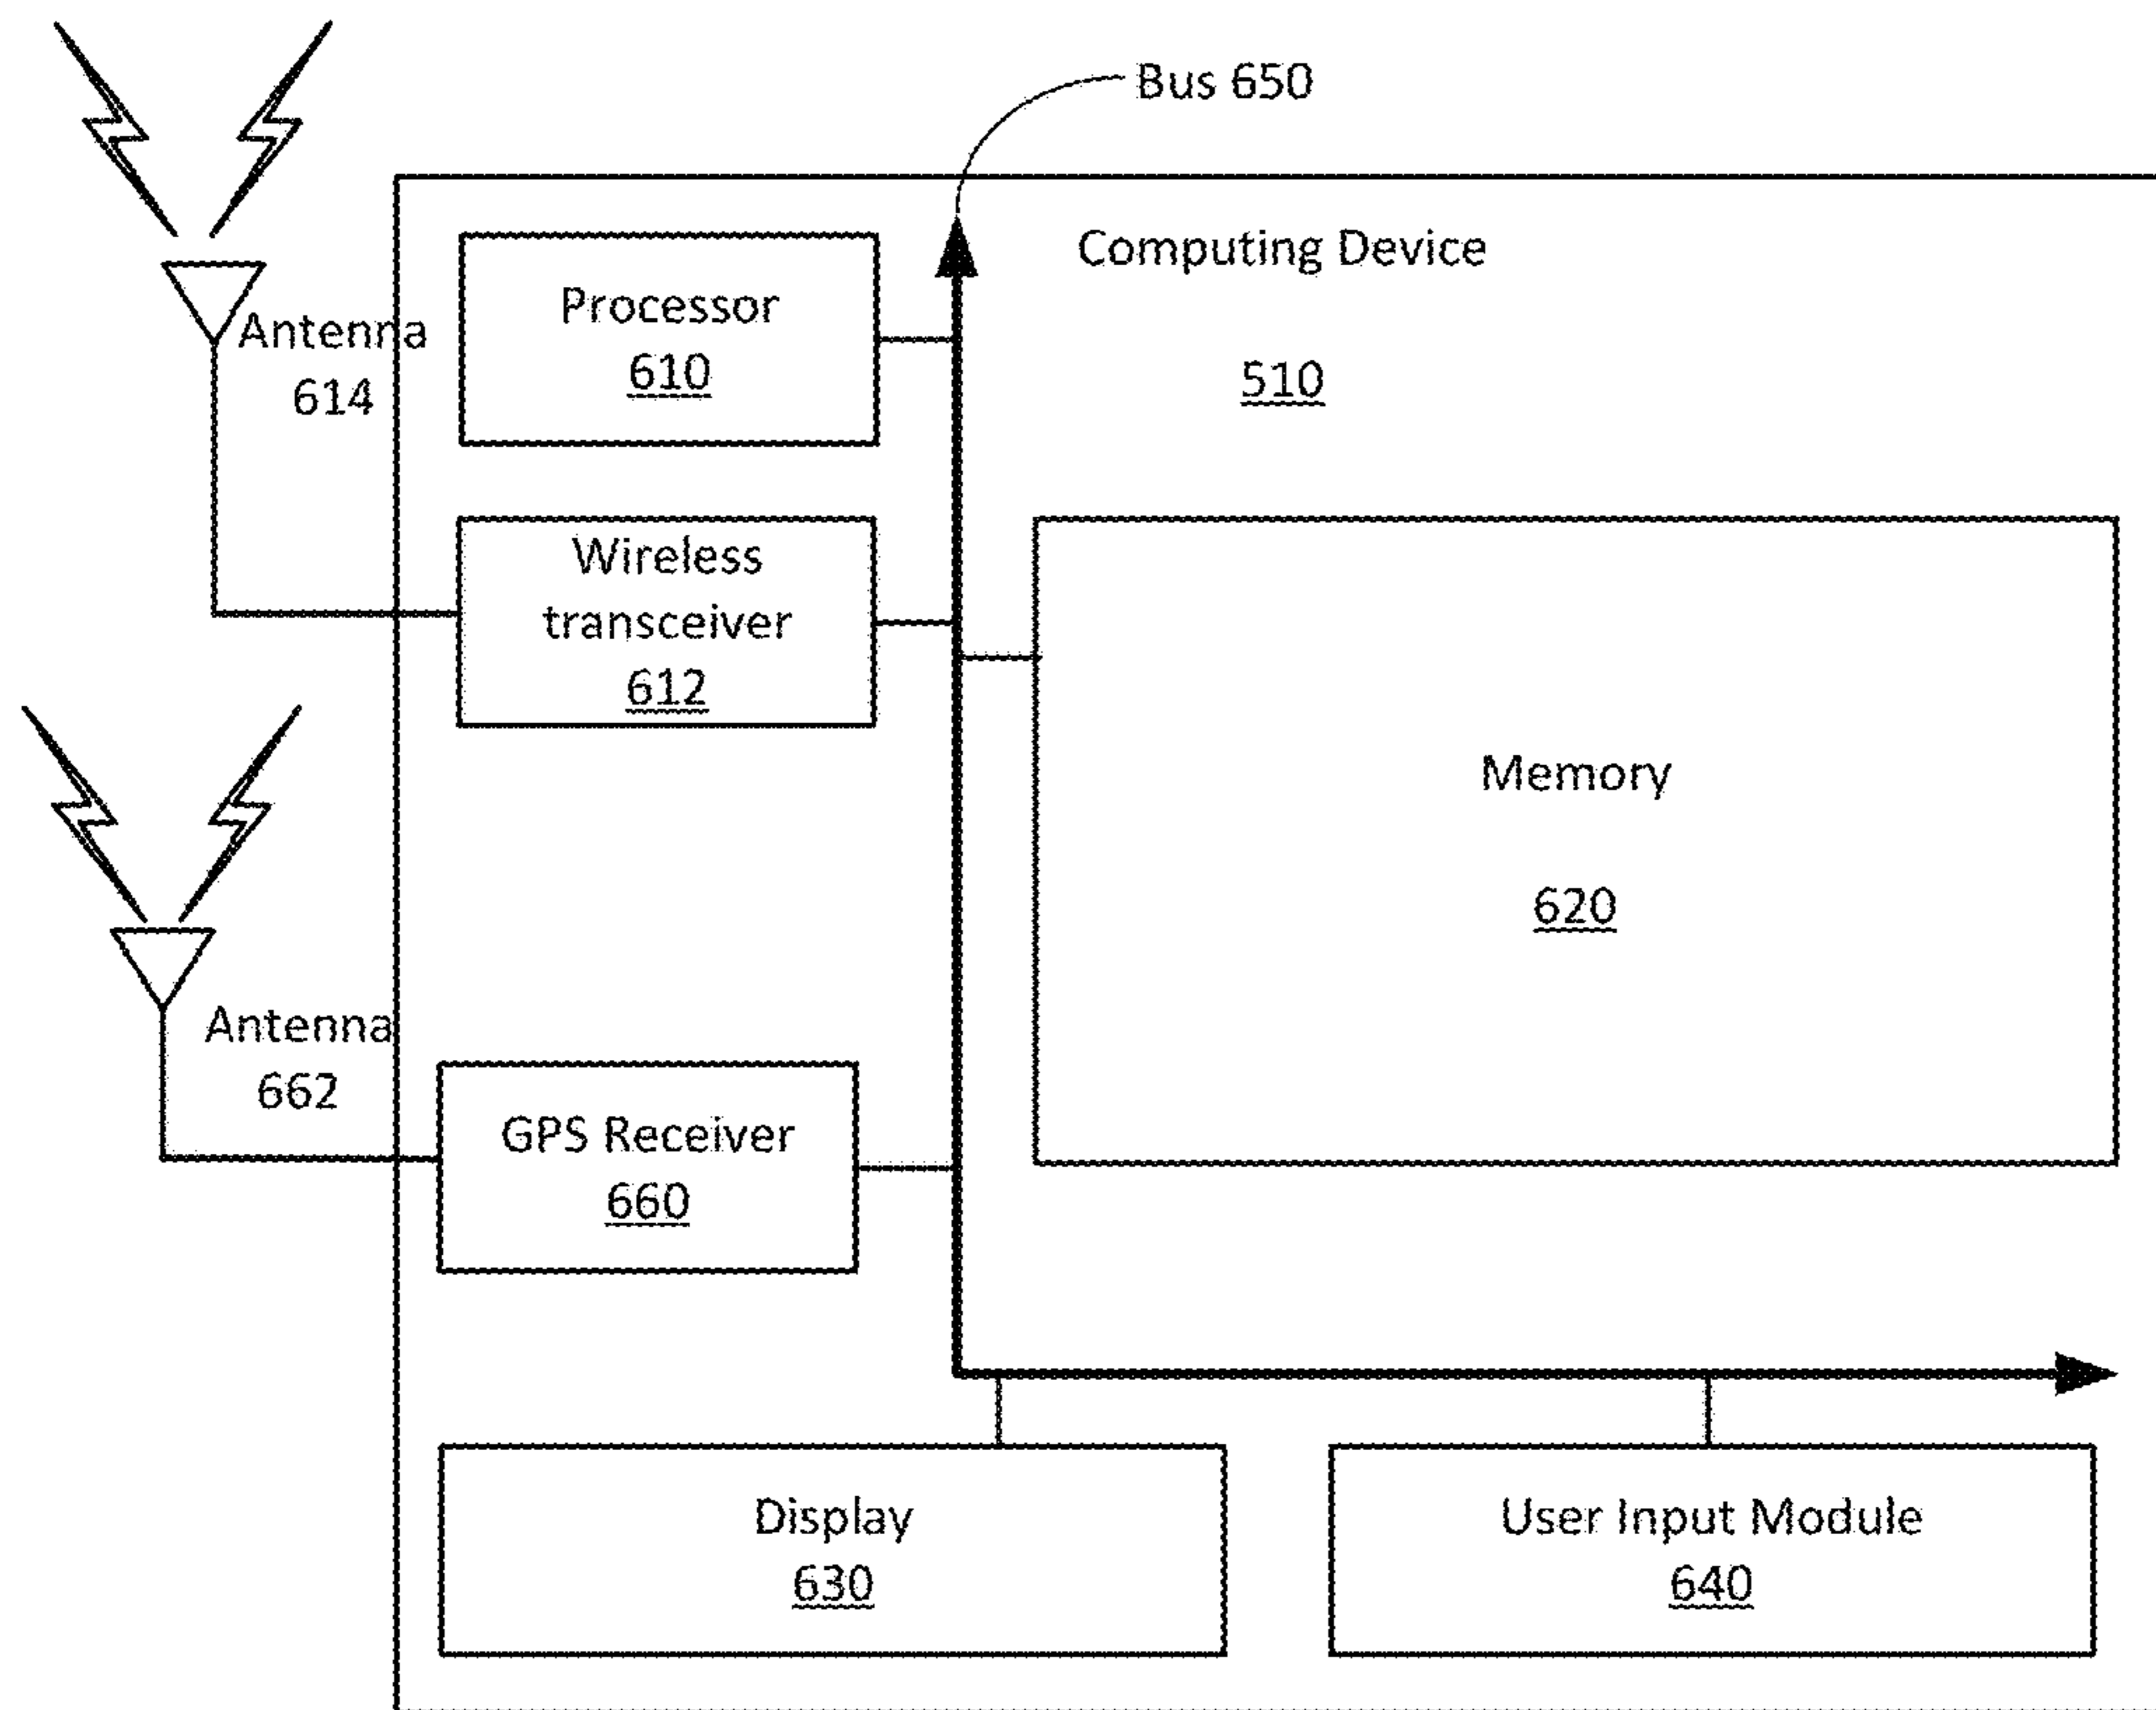 Bus 650
Computing Device
510
Processor
610
Antenna
614
Wireless
transceiver
612
Memory
620
Antenna
662
GPS Receiver
660
Display
630
User Input Module
640